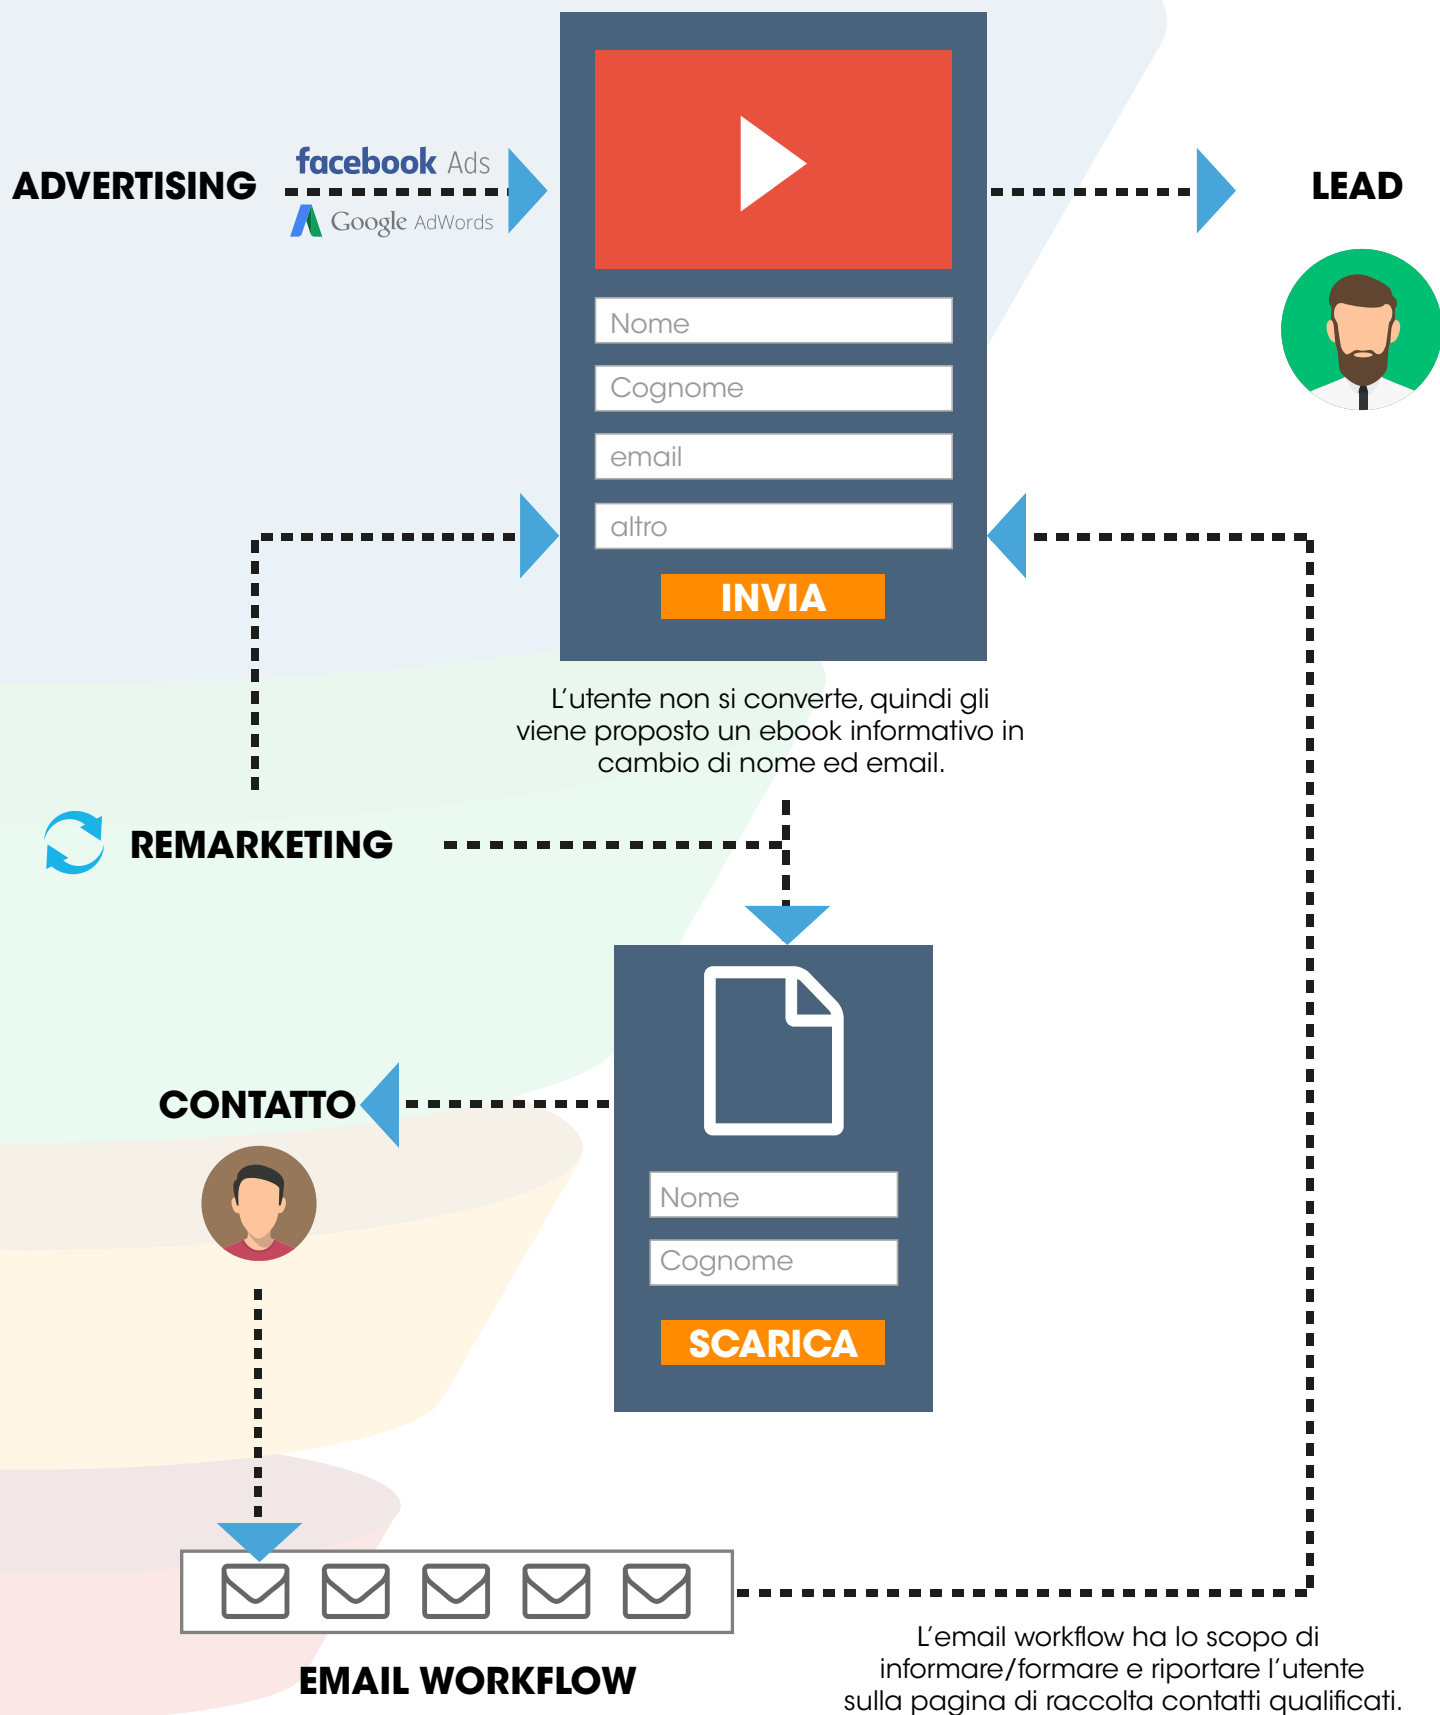 facebook Ads
ADVERTISING
Google AdWords
LEAD
Nome
Cognome
email
altro
INVIA
L'utente non si converte, quindi gli
viene proposto un ebook informativo in
cambio di nome ed email.
REMARKETING
CONTATTO
Nome
Cognome
SCARICA
EMAIL WORKFLOW
L'email workflow ha lo scopo di
informare/formare e riportare l'utente
sulla pagina di raccolta contatti qualificati.